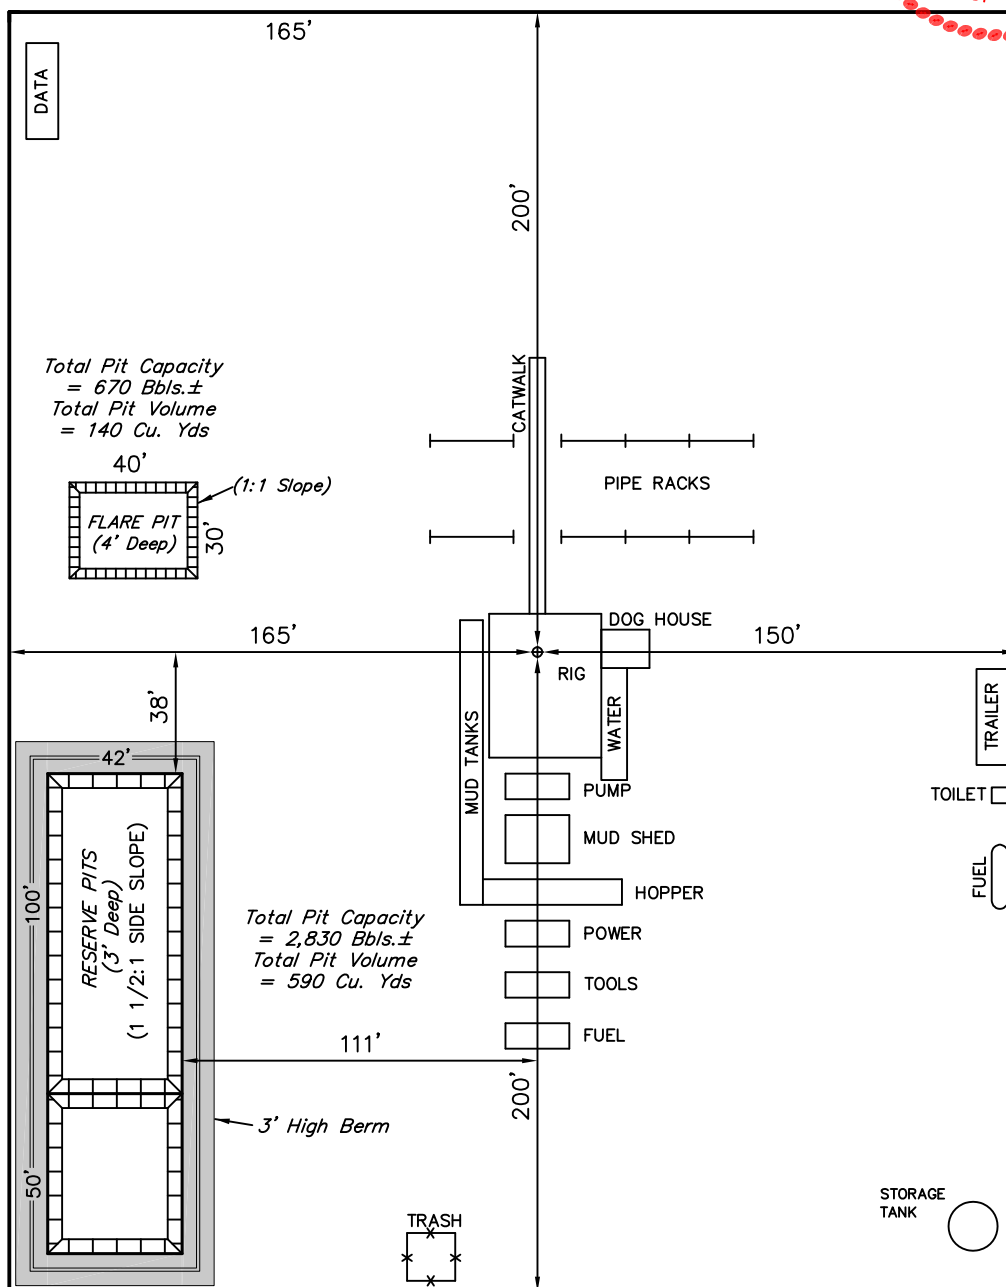 165'
DATA
200'
Total Pit Capacity
= 670 Bbls.±
Total Pit Volume
= 140 Cu. Yds
40'
(1:1 Slope)
FLARE PIT
(4' Deep)
30'
CATWALK
PIPE RACKS
DOG HOUSE
165'
150'
RIG
38'
MUD TANKS
WATER
TRAILER
42'
PUMP
TOILET
MUD SHED
FUEL
HOPPER
100'
RESERVE PITS
(3' Deep)
(1 1/2:1 SIDE SLOPE)
Total Pit Capacity
= 2,830 Bbls.±
Total Pit Volume
= 590 Cu. Yds
POWER
TOOLS
FUEL
111'
200'
3' High Berm
50'
TRASH
STORAGE
TANK